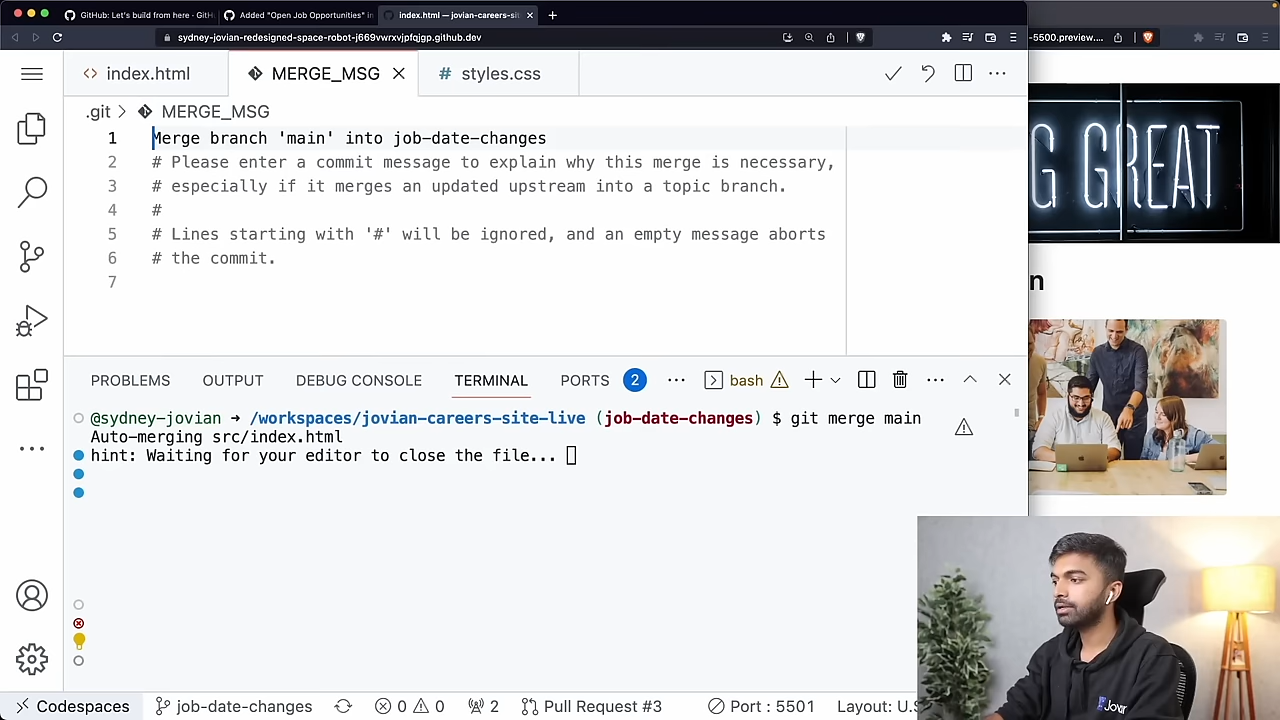 GitHub: Let's build from here · GitH
Added "Open Job Opportunities" in
index.html — jovian-careers-sit
sydney-jovian-redesigned-space-robot-j669vwrxvjpfqjgp.github.dev
-5500.preview....
index.html
MERGE_MSG
styles.css
.git > MERGE_MSG
1 Merge branch 'main' into job-date-changes
2 # Please enter a commit message to explain why this merge is necessary,
3 # especially if it merges an updated upstream into a topic branch.
4 #
5 # Lines starting with '#' will be ignored, and an empty message aborts
6 # the commit.
7
G GREAT
n
PROBLEMS OUTPUT DEBUG CONSOLE TERMINAL PORTS 2 ... bash
@sydney-jovian → /workspaces/jovian-careers-site-live (job-date-changes) $ git merge main
Auto-merging src/index.html
hint: Waiting for your editor to close the file...
Jovian
Codespaces job-date-changes 0 0 2 Pull Request #3 Port : 5501 Layout: U.S